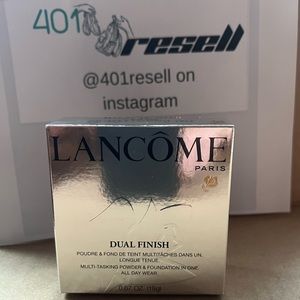 401 resell
@401resell on
instagram
LANCÔME
PARIS
DUAL FINISH
POUDRE & FOND DE TEINT MULTITÂCHES DANS UN.
LONGUE TENUE.
MULTI-TASKING POWDER & FOUNDATION IN ONE.
ALL DAY WEAR.
0.67 OZ. (19g)